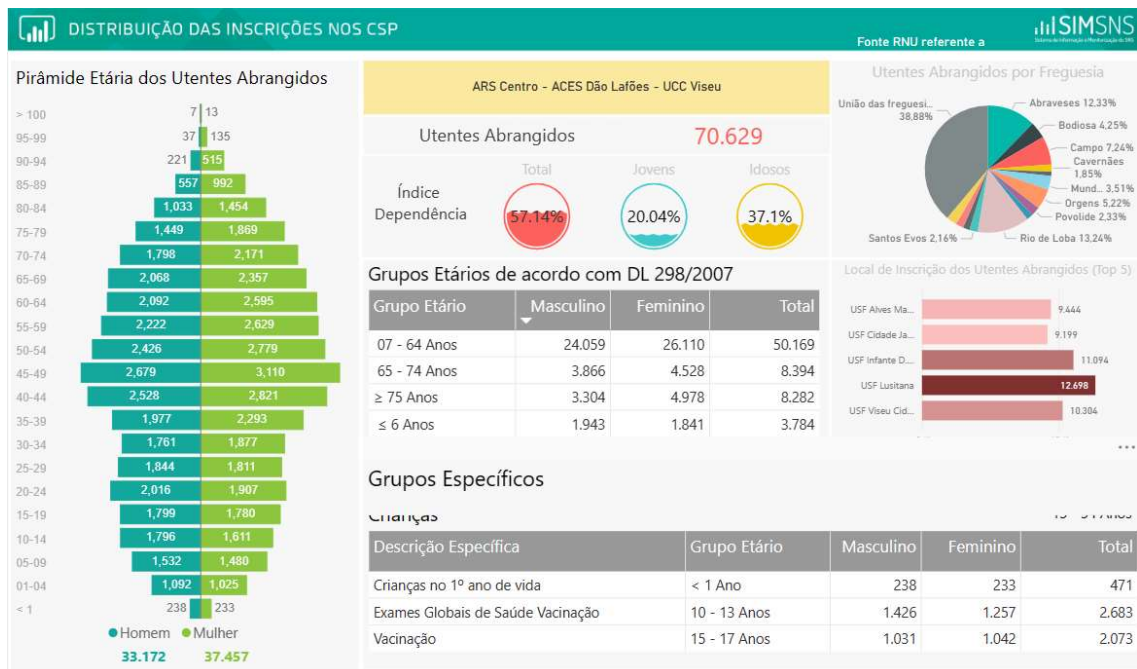 DISTRIBUIÇÃO DAS INSCRIÇÕES NOS CSP
Fonte RNU referente a
SIMSNS
Pirâmide Etária dos Utentes Abrangidos
> 100 7 13
95-99 37 135
90-94 221 515
85-89 557 992
80-84 1,033 1,454
75-79 1,449 1,869
70-74 1,798 2,171
65-69 2,068 2,357
60-64 2,092 2,595
55-59 2,222 2,629
50-54 2,426 2,779
45-49 2,679 3,110
40-44 2,528 2,821
35-39 1,977 2,293
30-34 1,761 1,877
25-29 1,844 1,811
20-24 2,016 1,907
15-19 1,799 1,780
10-14 1,796 1,611
05-09 1,532 1,480
01-04 1,092 1,025
< 1 238 233
Homem Mulher
33.172 37.457
ARS Centro - ACES Dão Lafões - UCC Viseu
Utentes Abrangidos 70.629
Índice Dependência
Total Jovens Idosos
57.14% 20.04% 37.1%
Grupos Etários de acordo com DL 298/2007
Grupo Etário Masculino Feminino Total
07 - 64 Anos 24.059 26.110 50.169
65 - 74 Anos 3.866 4.528 8.394
≥ 75 Anos 3.304 4.978 8.282
≤ 6 Anos 1.943 1.841 3.784
Utentes Abrangidos por Freguesia
União das freguesi... 38,88%
Abraveses 12,33%
Bodiosa 4,25%
Campo 7,24%
Cavernães 1,85%
Mund... 3,51%
Orgens 5,22%
Povolide 2,33%
Rio de Loba 13,24%
Santos Evos 2,16%
Local de Inscrição dos Utentes Abrangidos (Top 5)
USF Alves Ma... 9.444
USF Cidade Ja... 9.199
USF Infante D... 11.094
USF Lusitana 12.698
USF Viseu Cid... 10.304
...
Grupos Específicos
Crianças
Descrição Específica Grupo Etário Masculino Feminino Total
Crianças no 1º ano de vida < 1 Ano 238 233 471
Exames Globais de Saúde Vacinação 10 - 13 Anos 1.426 1.257 2.683
Vacinação 15 - 17 Anos 1.031 1.042 2.073